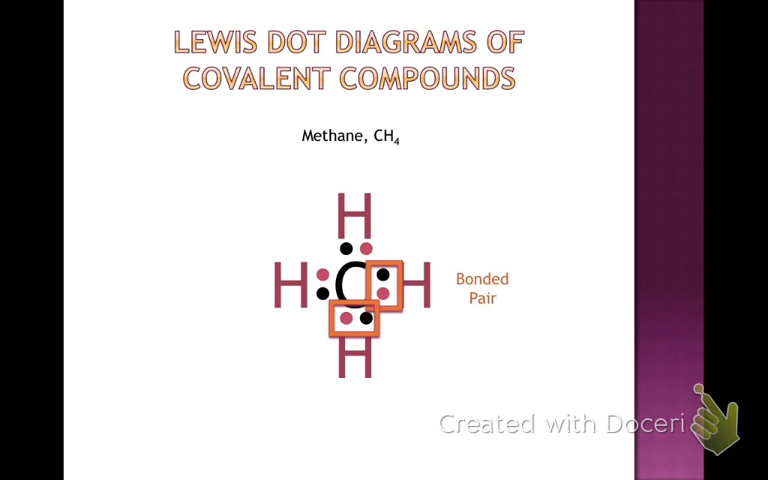 LEWIS DOT DIAGRAMS OF
COVALENT COMPOUNDS
Methane, CH₄
H
H C H
H
Bonded
Pair
Created with Doceri